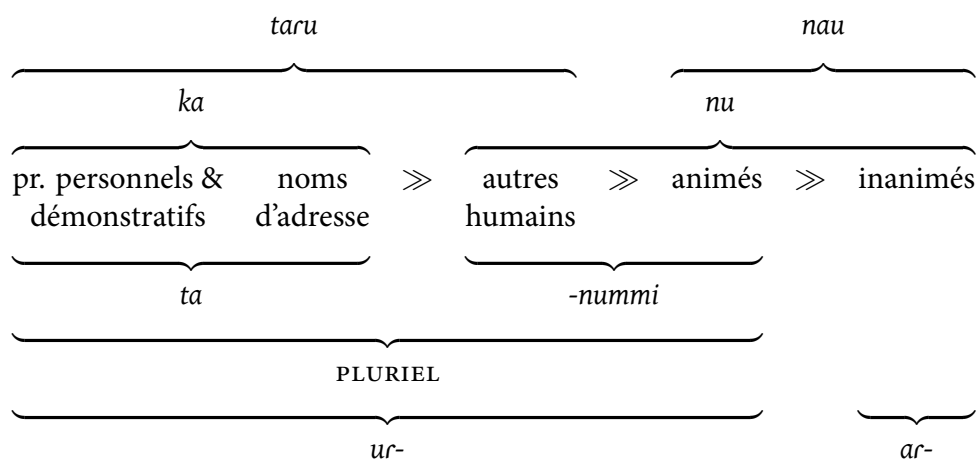 taɾu nau
ka nu
pr. personnels & noms ≫ autres ≫ animés ≫ inanimés
démonstratifs d'adresse humains
ta -nummi
PLURIEL
uɾ- aɾ-